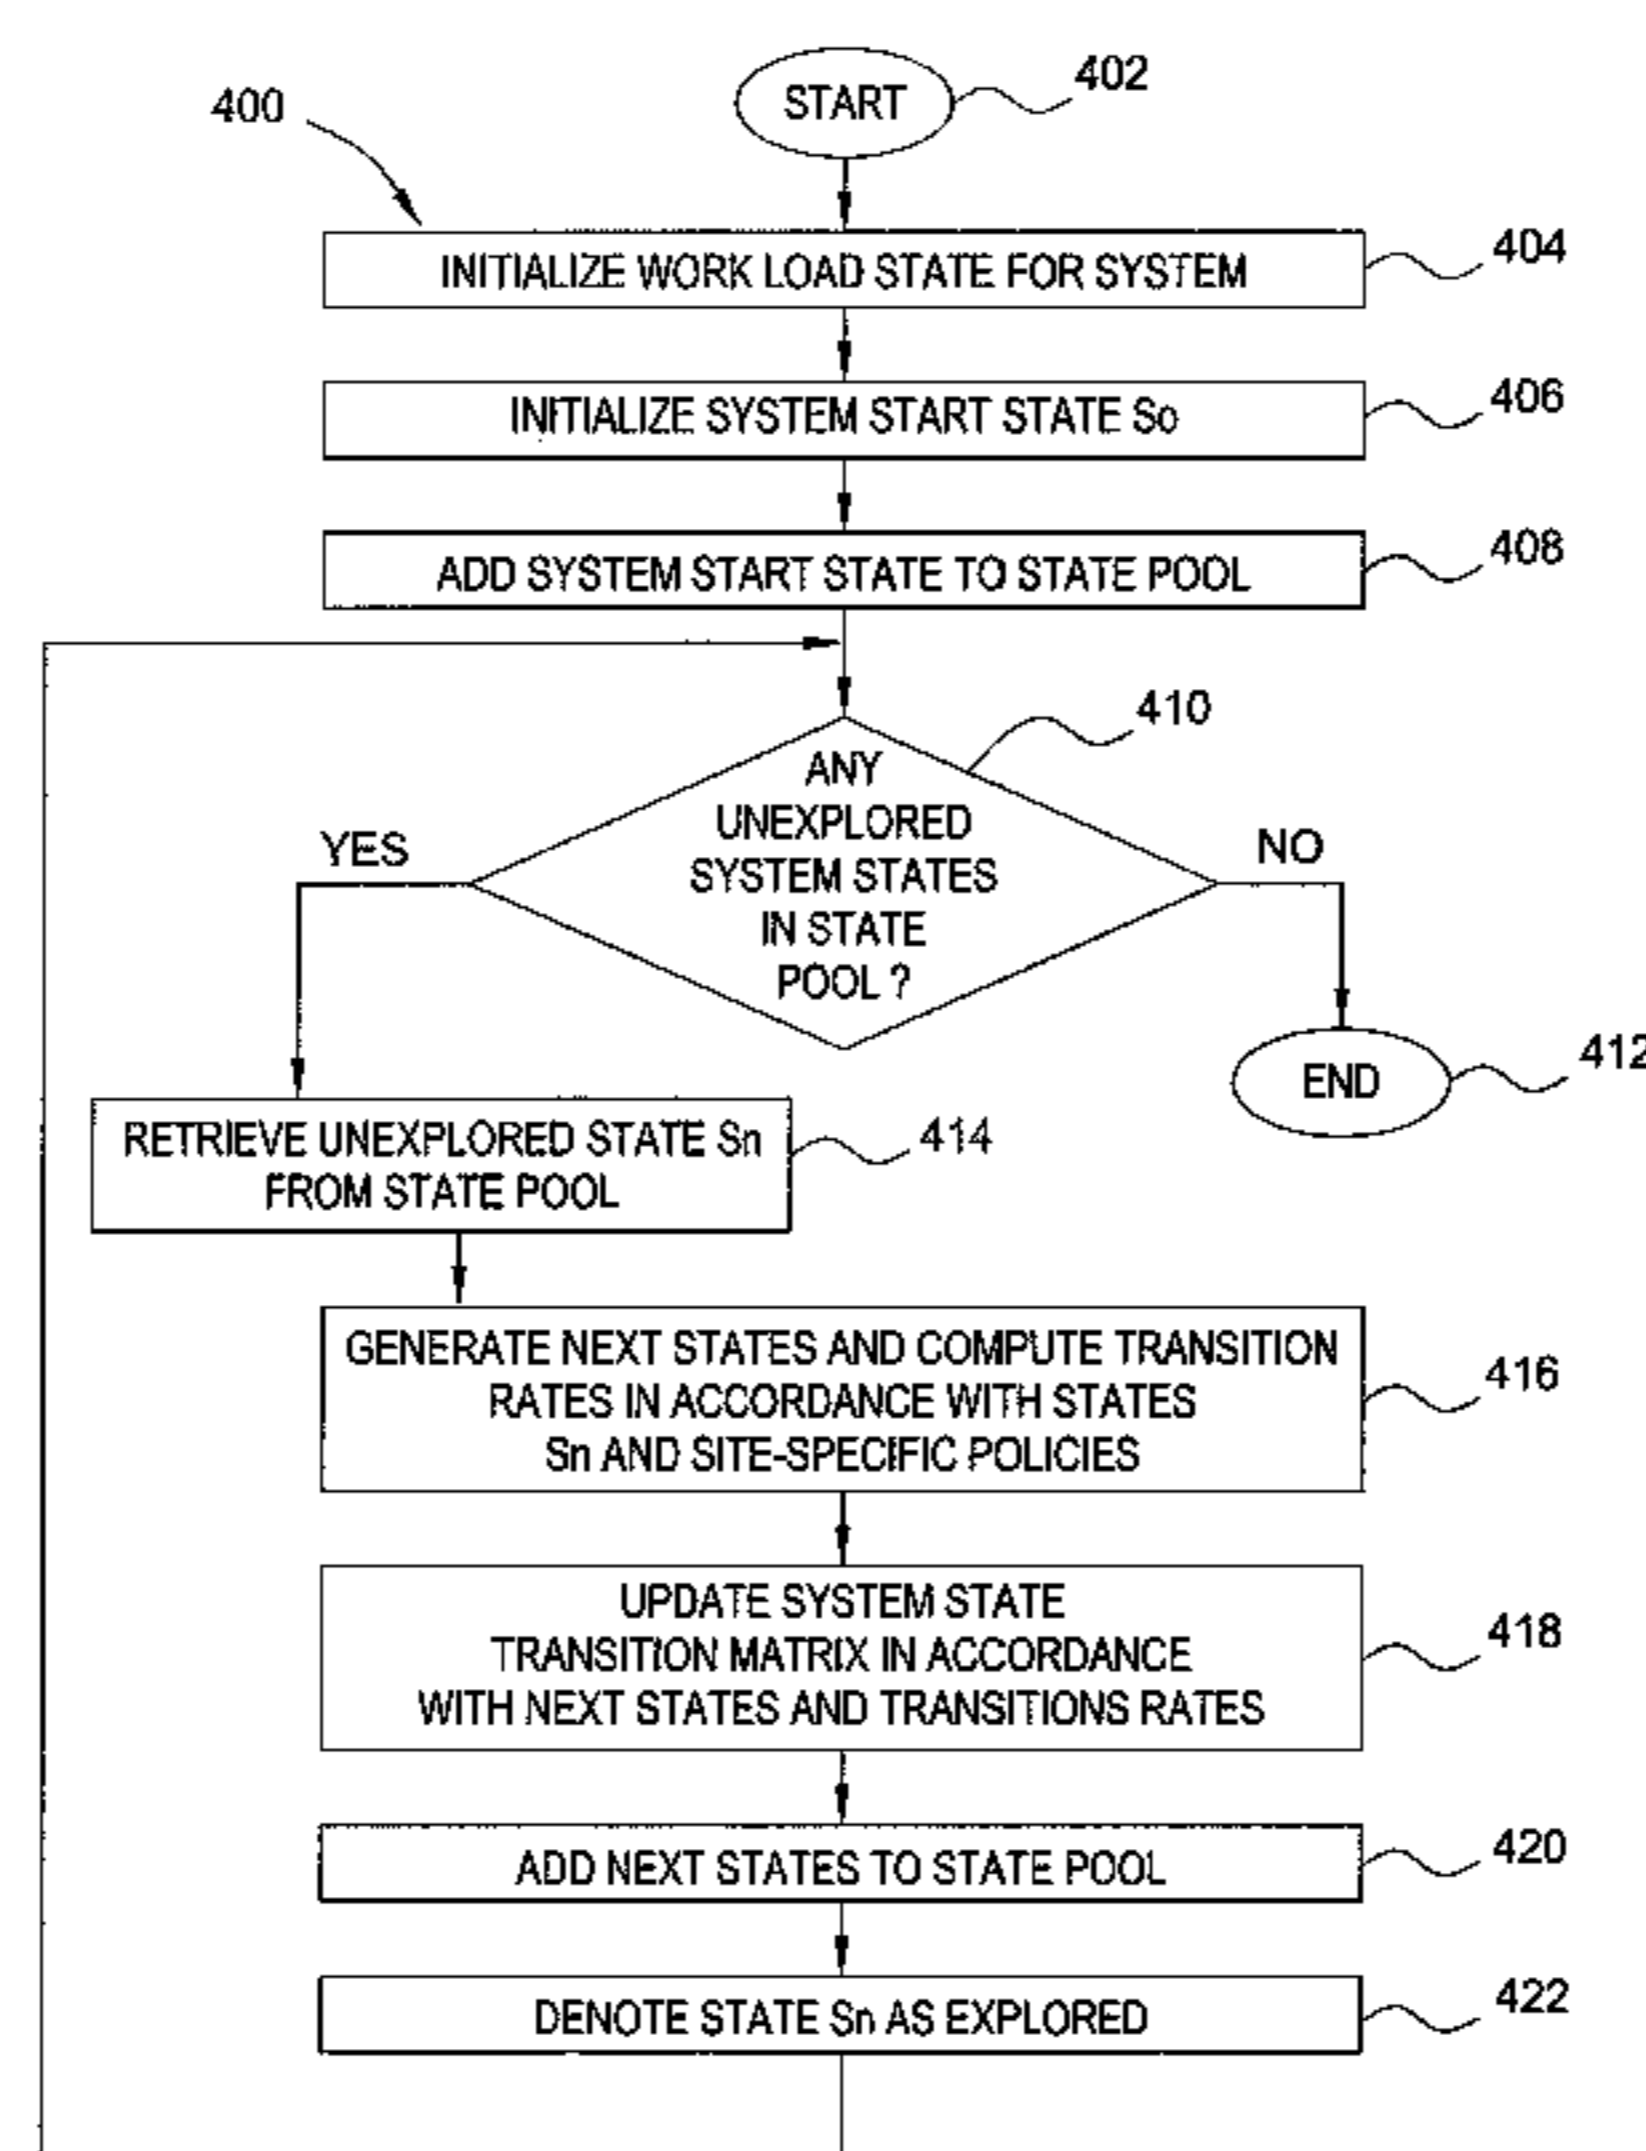 400
START
402
INITIALIZE WORK LOAD STATE FOR SYSTEM
404
INITIALIZE SYSTEM START STATE So
406
ADD SYSTEM START STATE TO STATE POOL
408
410
ANY
UNEXPLORED
SYSTEM STATES
IN STATE
POOL ?
YES
NO
END
412
RETRIEVE UNEXPLORED STATE Sn
FROM STATE POOL
414
GENERATE NEXT STATES AND COMPUTE TRANSITION
RATES IN ACCORDANCE WITH STATES
Sn AND SITE-SPECIFIC POLICIES
416
UPDATE SYSTEM STATE
TRANSITION MATRIX IN ACCORDANCE
WITH NEXT STATES AND TRANSITIONS RATES
418
ADD NEXT STATES TO STATE POOL
420
DENOTE STATE Sn AS EXPLORED
422